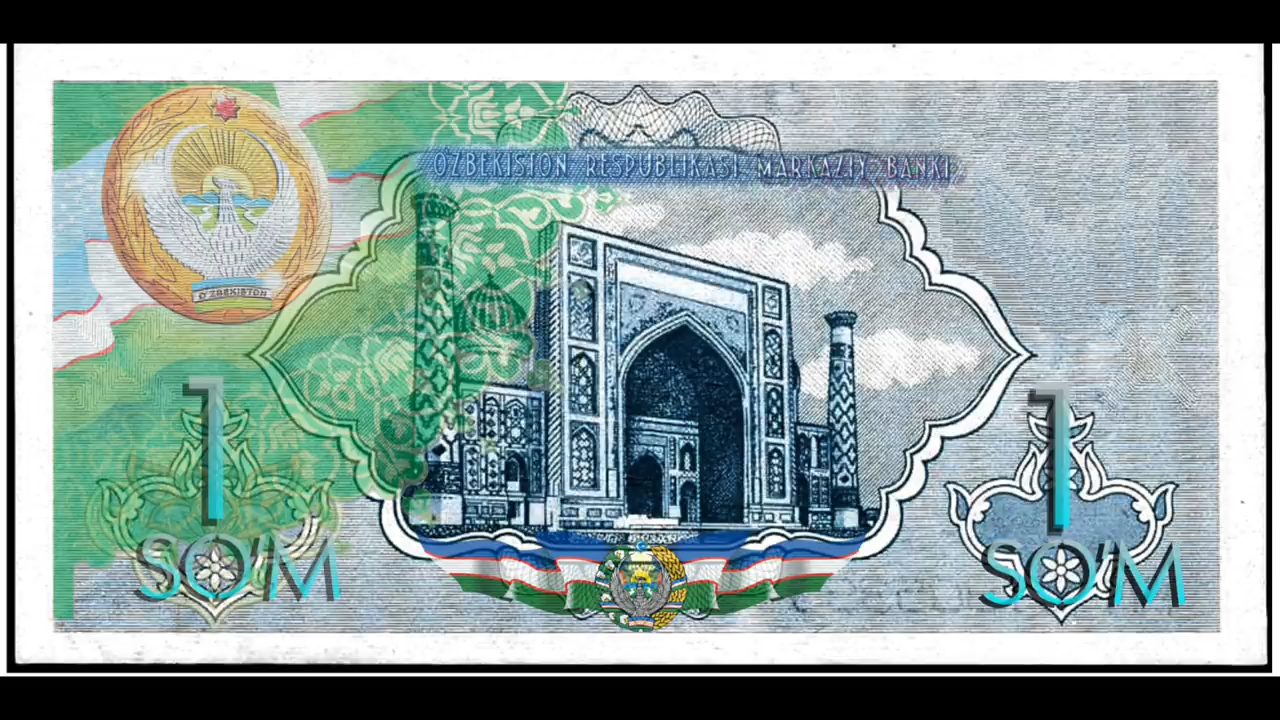 O'ZBEKISTON RESPUBLIKASI MARKAZIY BANKI
O'ZBEKISTON
1
SO'M
1
SO'M